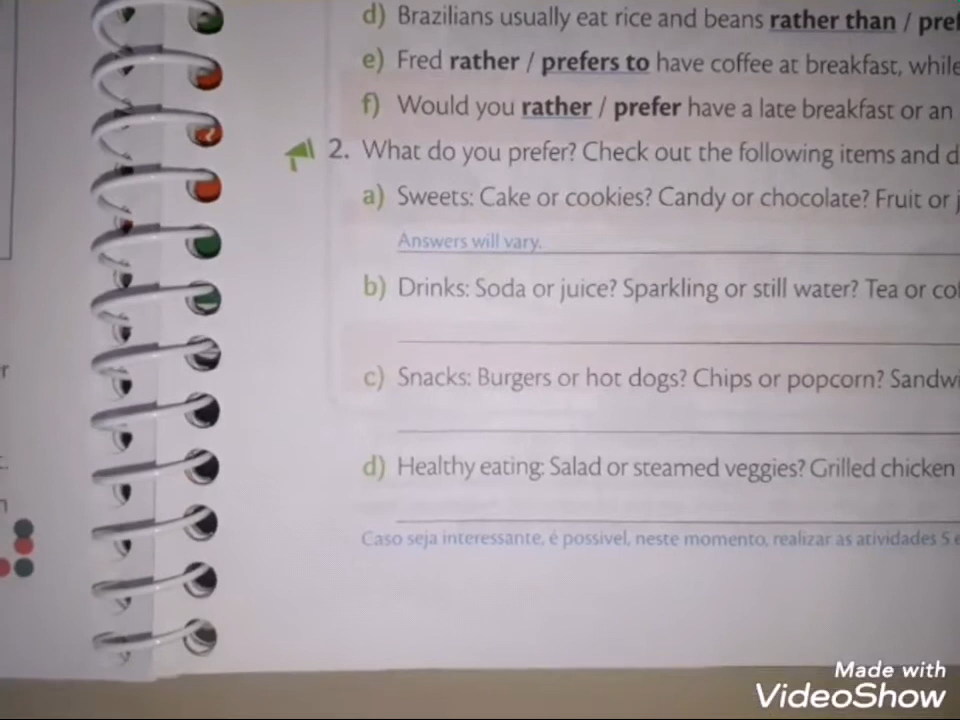 d) Brazilians usually eat rice and beans rather than /
e) Fred rather / prefers to have coffee at breakfast, while
f) Would you rather / prefer have a late breakfast or an
2. What do you prefer? Check out the following items and
a) Sweets: Cake or cookies? Candy or chocolate? Fruit or
Answers will vary.
b) Drinks: Soda or juice? Sparkling or still water? Tea or
c) Snacks: Burgers or hot dogs? Chips or popcorn?
d) Healthy eating: Salad or steamed veggies? Grilled chicken
Caso seja interessante, é possível, neste momento, realizar as atividades 5
Made with
VideoShow